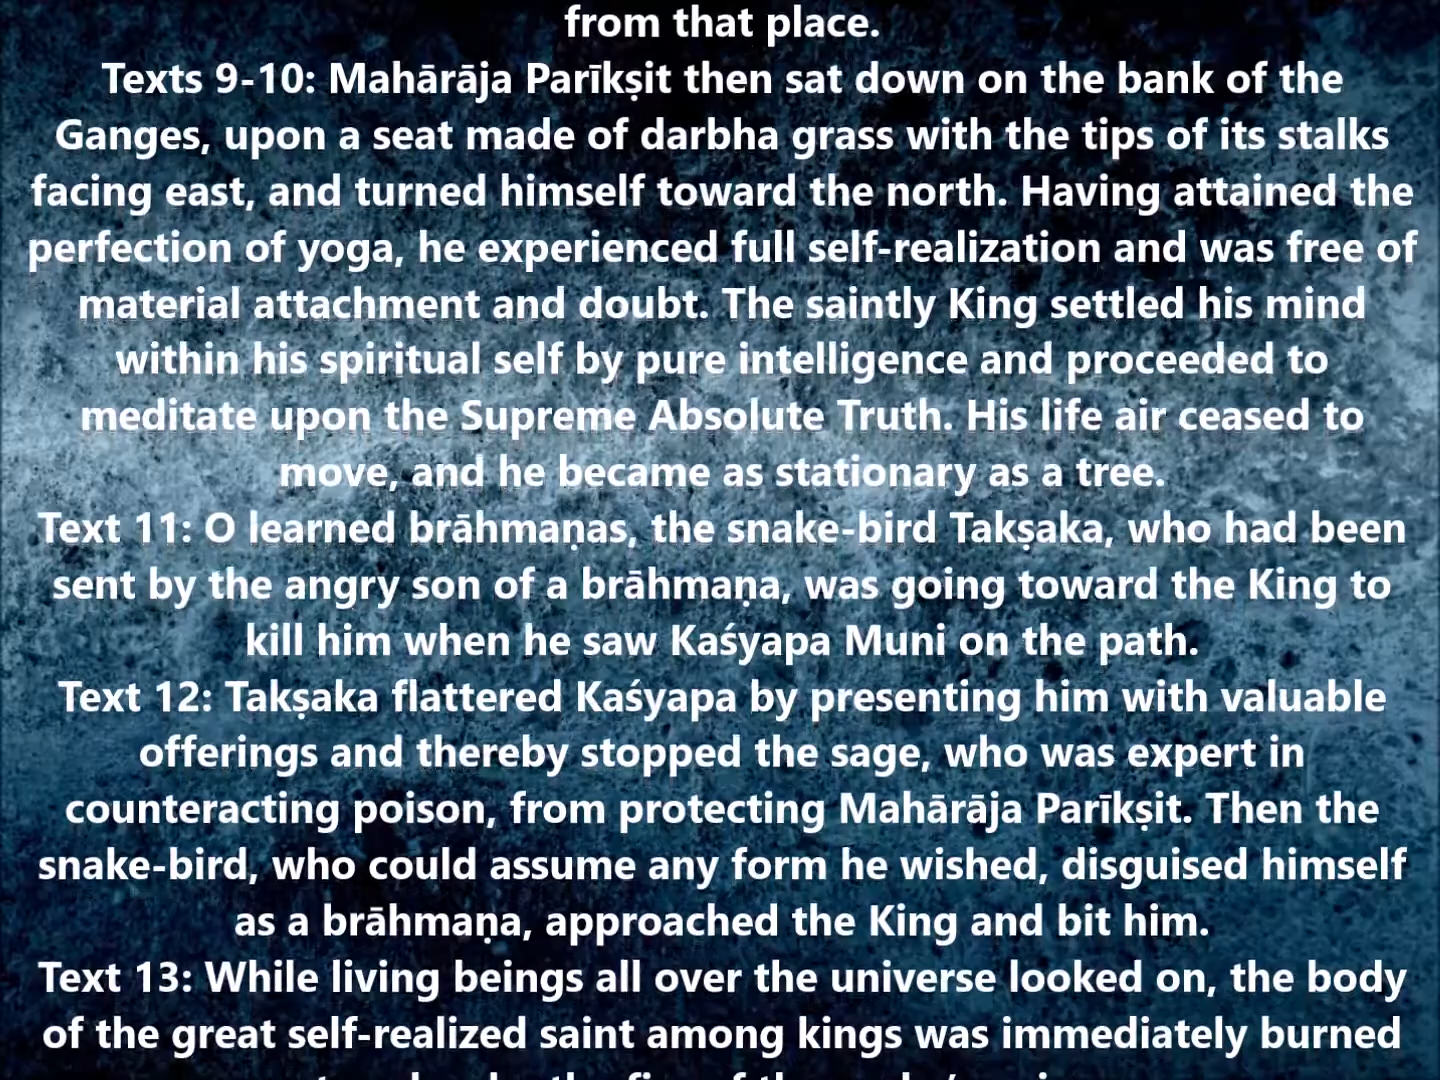 from that place.
Texts 9-10: Mahārāja Parīkṣit then sat down on the bank of the
Ganges, upon a seat made of darbha grass with the tips of its stalks
facing east, and turned himself toward the north. Having attained the
perfection of yoga, he experienced full self-realization and was free of
material attachment and doubt. The saintly King settled his mind
within his spiritual self by pure intelligence and proceeded to
meditate upon the Supreme Absolute Truth. His life air ceased to
move, and he became as stationary as a tree.
Text 11: O learned brāhmaṇas, the snake-bird Takṣaka, who had been
sent by the angry son of a brāhmaṇa, was going toward the King to
kill him when he saw Kaśyapa Muni on the path.
Text 12: Takṣaka flattered Kaśyapa by presenting him with valuable
offerings and thereby stopped the sage, who was expert in
counteracting poison, from protecting Mahārāja Parīkṣit. Then the
snake-bird, who could assume any form he wished, disguised himself
as a brāhmaṇa, approached the King and bit him.
Text 13: While living beings all over the universe looked on, the body
of the great self-realized saint among kings was immediately burned